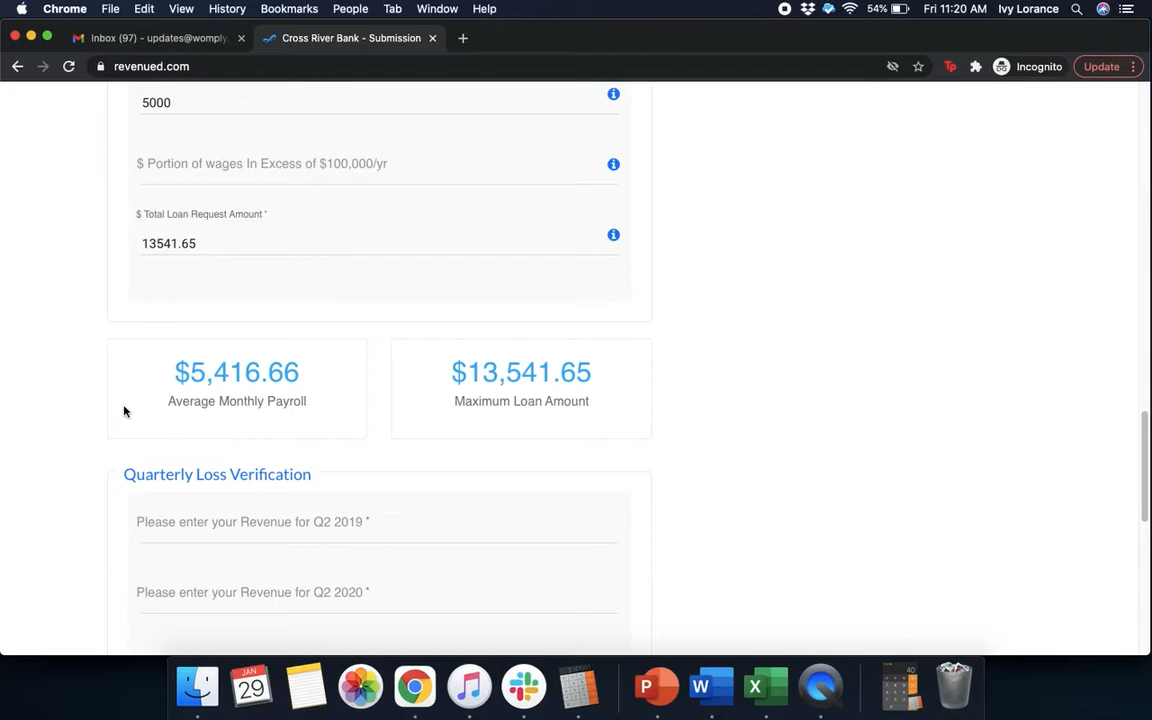 Chrome File Edit View History Bookmarks People Tab Window Help 54% Fri 11:20 AM Ivy Lorance
Inbox (97) - updates@womply. Cross River Bank - Submission
revenued.com Incognito Update
5000
$ Portion of wages In Excess of $100,000/yr
$ Total Loan Request Amount *
13541.65
$5,416.66 $13,541.65
Average Monthly Payroll Maximum Loan Amount
Quarterly Loss Verification
Please enter your Revenue for Q2 2019 *
Please enter your Revenue for Q2 2020 *
JAN
29
P W X
40